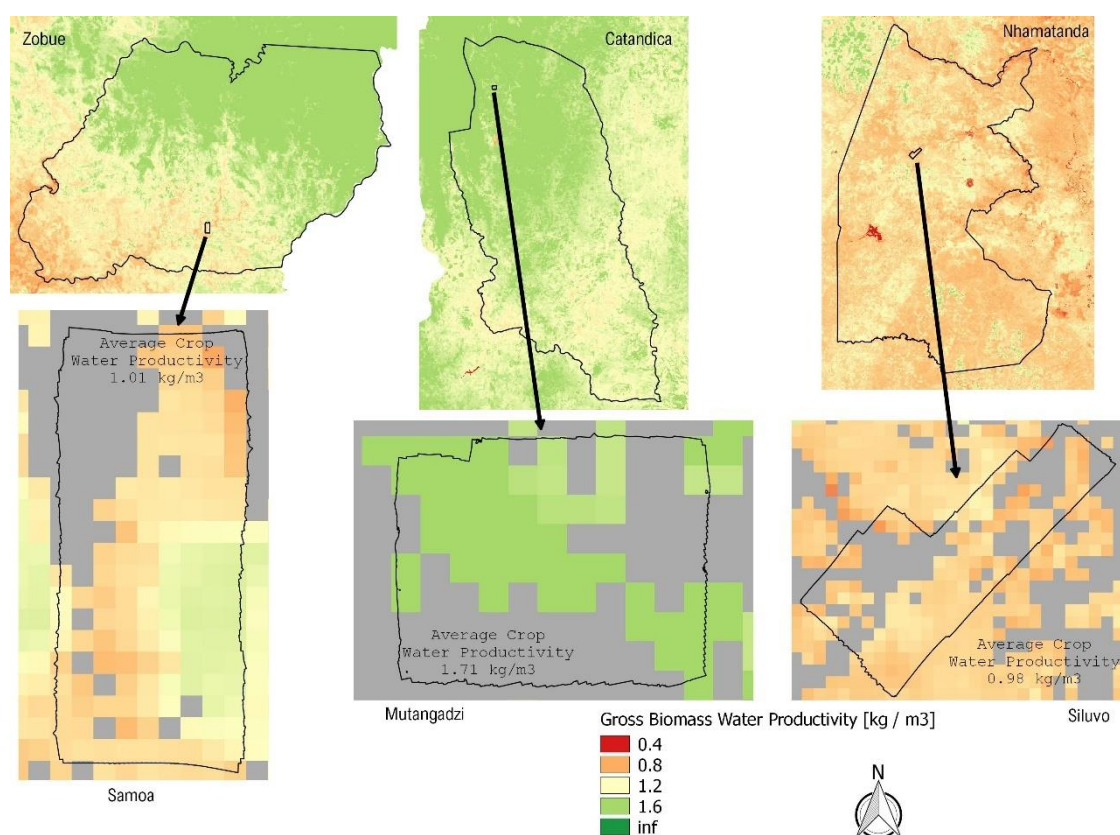 Zobue
Catandica
Nhamatanda
Average Crop
Water Productivity
1.01 kg/m3
Average Crop
Water Productivity
1.71 kg/m3
Average Crop
Water Productivity
0.98 kg/m3
Samoa
Mutangadzi
Siluvo
Gross Biomass Water Productivity [kg / m3]
0.4
0.8
1.2
1.6
inf
N